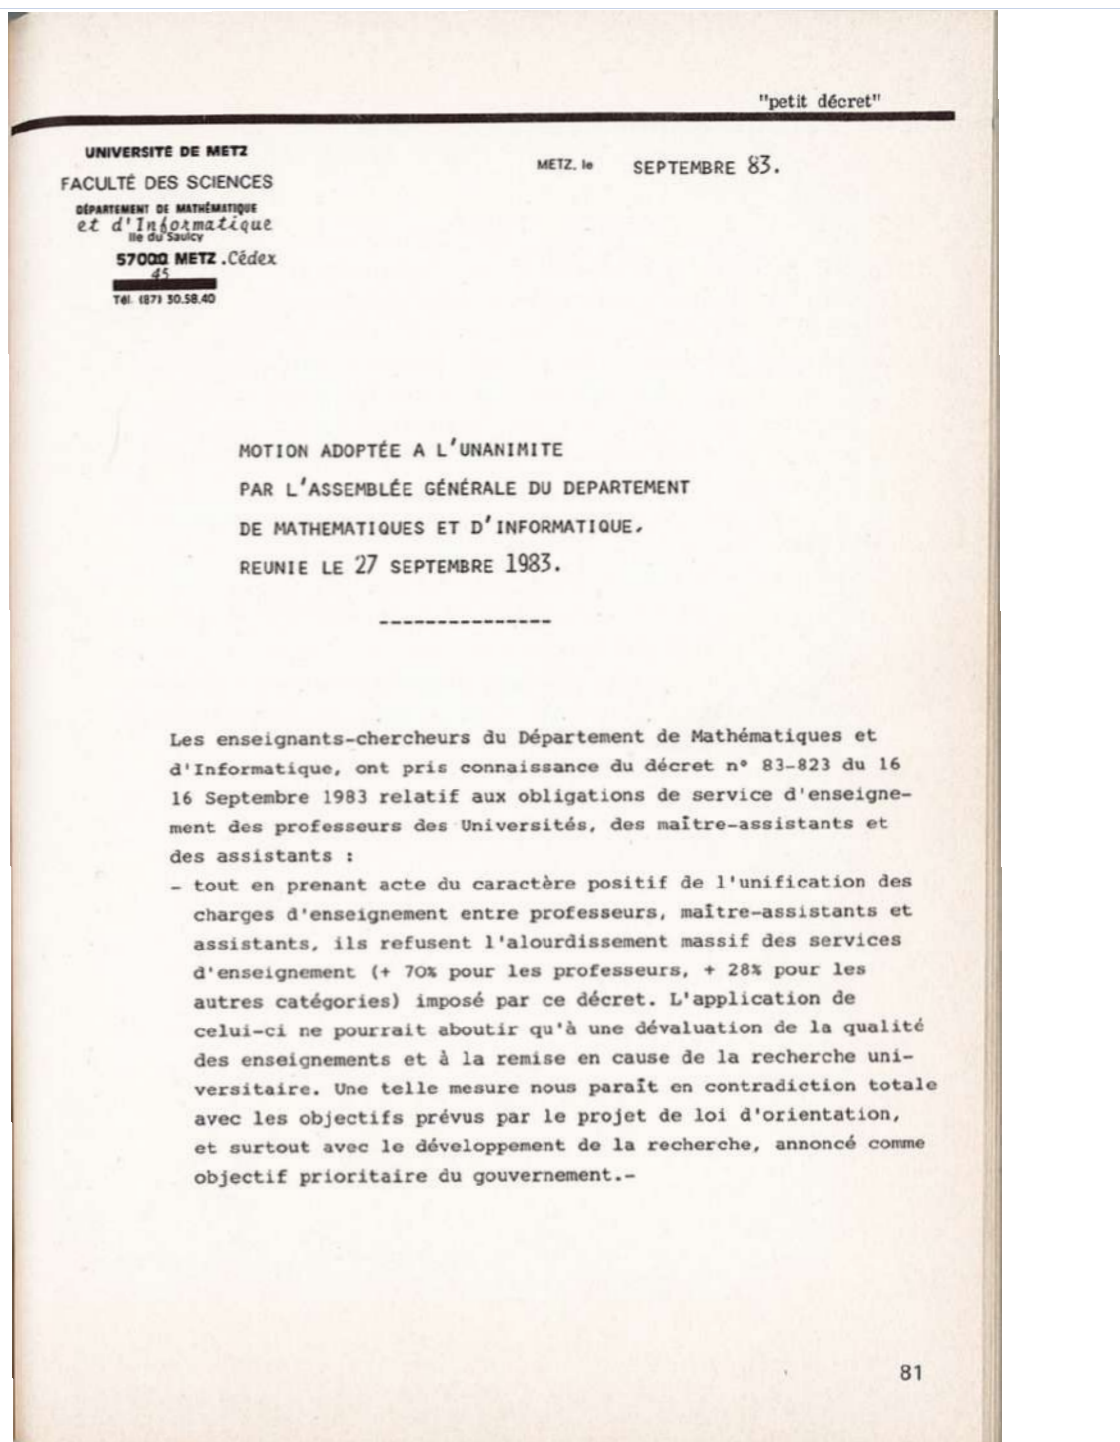 "petit décret"
UNIVERSITÉ DE METZ
FACULTÉ DES SCIENCES
DÉPARTEMENT DE MATHÉMATIQUE
et d'Informatique
Ile du Saulcy
57000 METZ .Cédex
45
Tél. (87) 30.58.40
METZ, le SEPTEMBRE 83.
MOTION ADOPTÉE A L'UNANIMITE
PAR L'ASSEMBLÉE GÉNÉRALE DU DEPARTEMENT
DE MATHEMATIQUES ET D'INFORMATIQUE,
REUNIE LE 27 SEPTEMBRE 1983.
---------------
Les enseignants-chercheurs du Département de Mathématiques et
d'Informatique, ont pris connaissance du décret n° 83-823 du 16
16 Septembre 1983 relatif aux obligations de service d'enseigne-
ment des professeurs des Universités, des maître-assistants et
des assistants :
- tout en prenant acte du caractère positif de l'unification des
charges d'enseignement entre professeurs, maître-assistants et
assistants, ils refusent l'alourdissement massif des services
d'enseignement (+ 70% pour les professeurs, + 28% pour les
autres catégories) imposé par ce décret. L'application de
celui-ci ne pourrait aboutir qu'à une dévaluation de la qualité
des enseignements et à la remise en cause de la recherche uni-
versitaire. Une telle mesure nous paraît en contradiction totale
avec les objectifs prévus par le projet de loi d'orientation,
et surtout avec le développement de la recherche, annoncé comme
objectif prioritaire du gouvernement.-
81